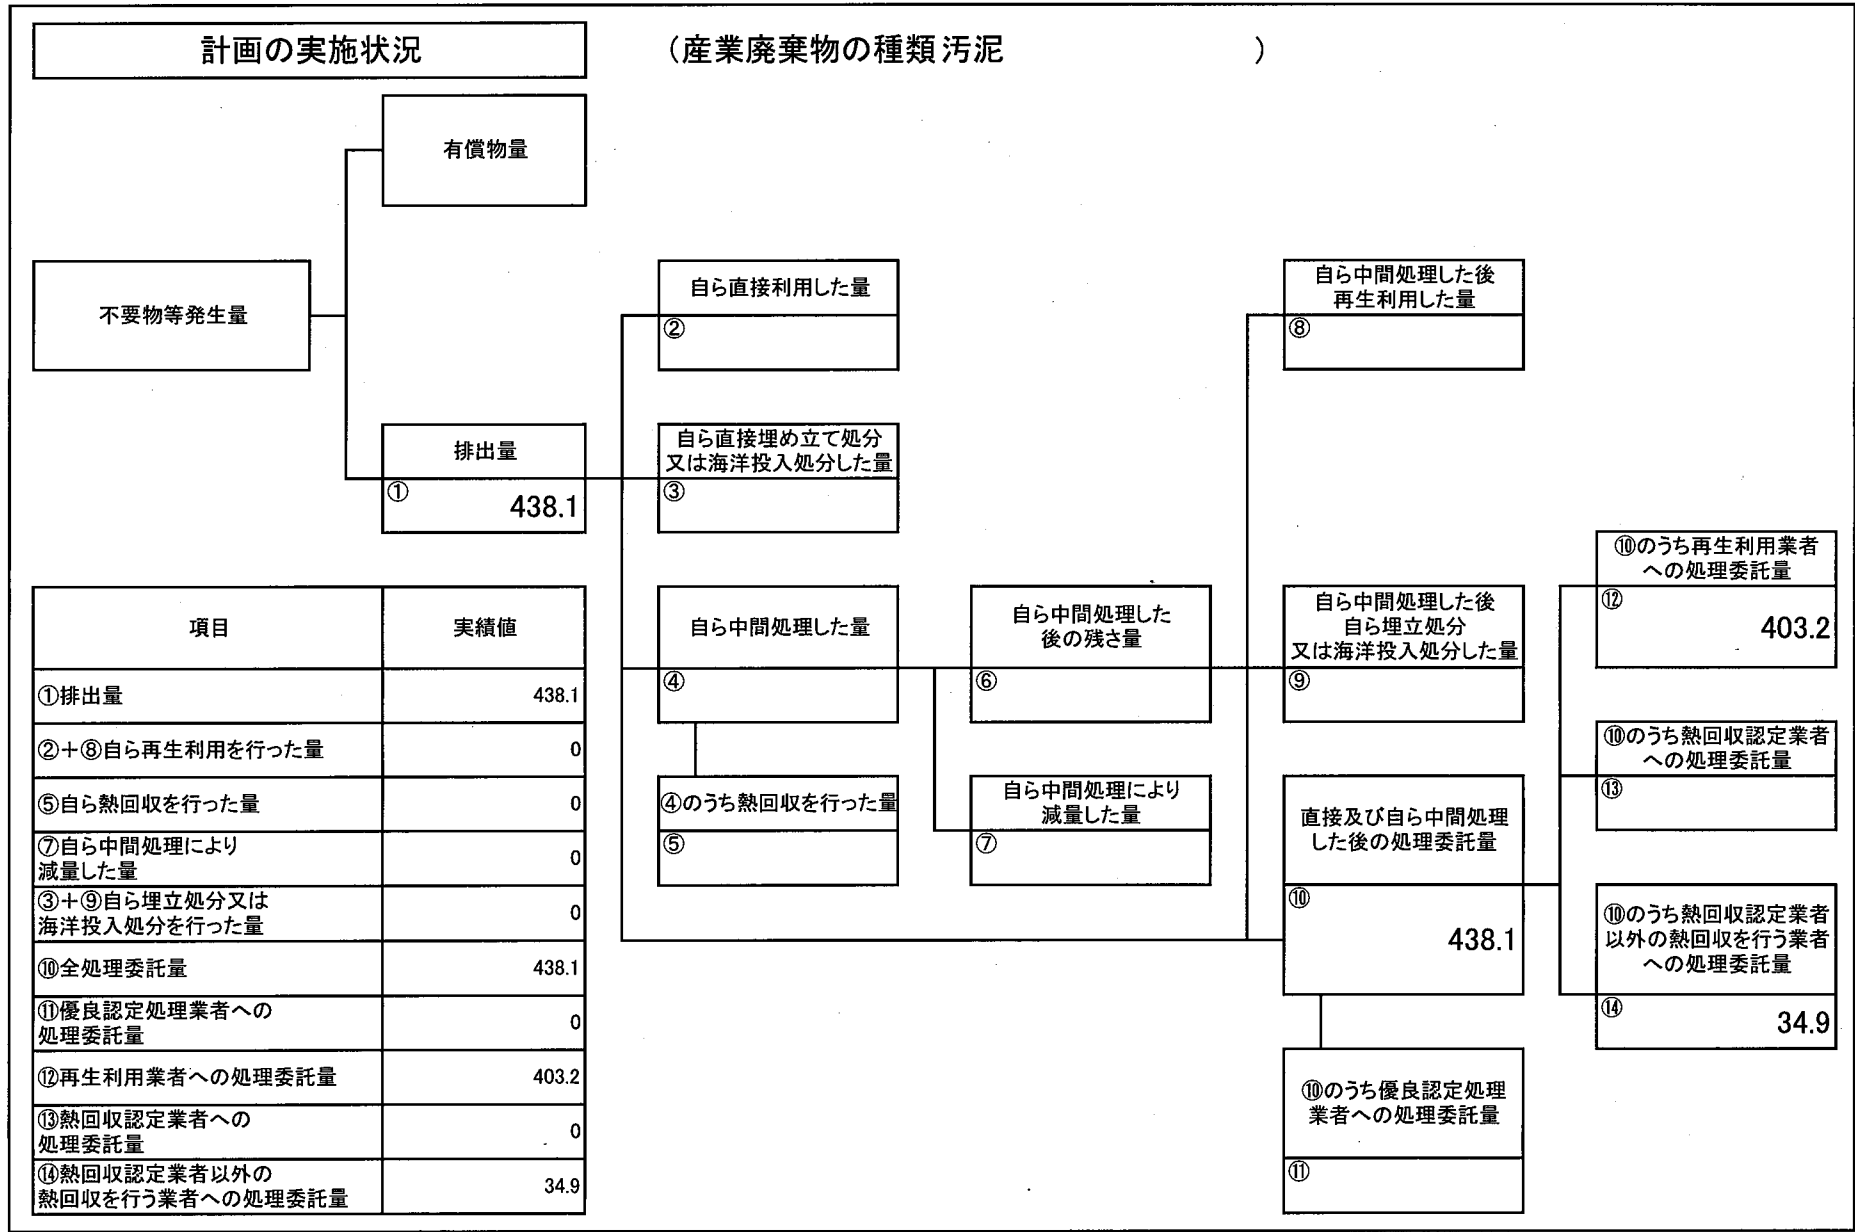 計画の実施状況
（産業廃棄物の種類 汚泥 ）
有償物量
不要物等発生量
排出量
①
438.1
自ら直接利用した量
②
自ら直接埋め立て処分
又は海洋投入処分した量
③
自ら中間処理した量
④
④のうち熱回収を行った量
⑤
自ら中間処理した
後の残さ量
⑥
自ら中間処理により
減量した量
⑦
自ら中間処理した後
再生利用した量
⑧
自ら中間処理した後
自ら埋立処分
又は海洋投入処分した量
⑨
直接及び自ら中間処理
した後の処理委託量
⑩
438.1
⑩のうち優良認定処理
業者への処理委託量
⑪
⑩のうち再生利用業者
への処理委託量
⑫
403.2
⑩のうち熱回収認定業者
への処理委託量
⑬
⑩のうち熱回収認定業者
以外の熱回収を行う業者
への処理委託量
⑭
34.9
項目 実績値
①排出量 438.1
②＋⑧自ら再生利用を行った量 0
⑤自ら熱回収を行った量 0
⑦自ら中間処理により
減量した量 0
③＋⑨自ら埋立処分又は
海洋投入処分を行った量 0
⑩全処理委託量 438.1
⑪優良認定処理業者への
処理委託量 0
⑫再生利用業者への処理委託量 403.2
⑬熱回収認定業者への
処理委託量 0
⑭熱回収認定業者以外の
熱回収を行う業者への処理委託量 34.9